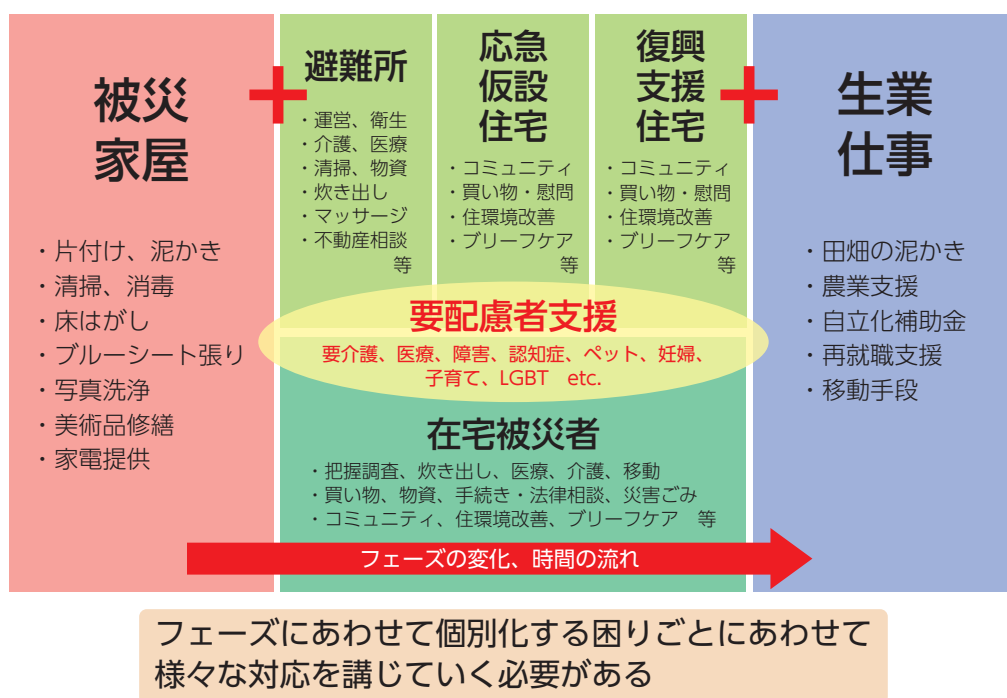 被災
家屋
・片付け、泥かき
・清掃、消毒
・床はがし
・ブルーシート張り
・写真洗浄
・美術品修繕
・家電提供
避難所
・運営、衛生
・介護、医療
・清掃、物資
・炊き出し
・マッサージ
・不動産相談
等
応急
仮設
住宅
・コミュニティ
・買い物・慰問
・住環境改善
・ブリーフケア
等
復興
支援
住宅
・コミュニティ
・買い物・慰問
・住環境改善
・ブリーフケア
等
生業
仕事
・田畑の泥かき
・農業支援
・自立化補助金
・再就職支援
・移動手段
要配慮者支援
要介護、医療、障害、認知症、ペット、妊婦、
子育て、LGBT　etc.
在宅被災者
・把握調査、炊き出し、医療、介護、移動
・買い物、物資、手続き・法律相談、災害ごみ
・コミュニティ、住環境改善、ブリーフケア　等
フェーズの変化、時間の流れ
フェーズにあわせて個別化する困りごとにあわせて
様々な対応を講じていく必要がある